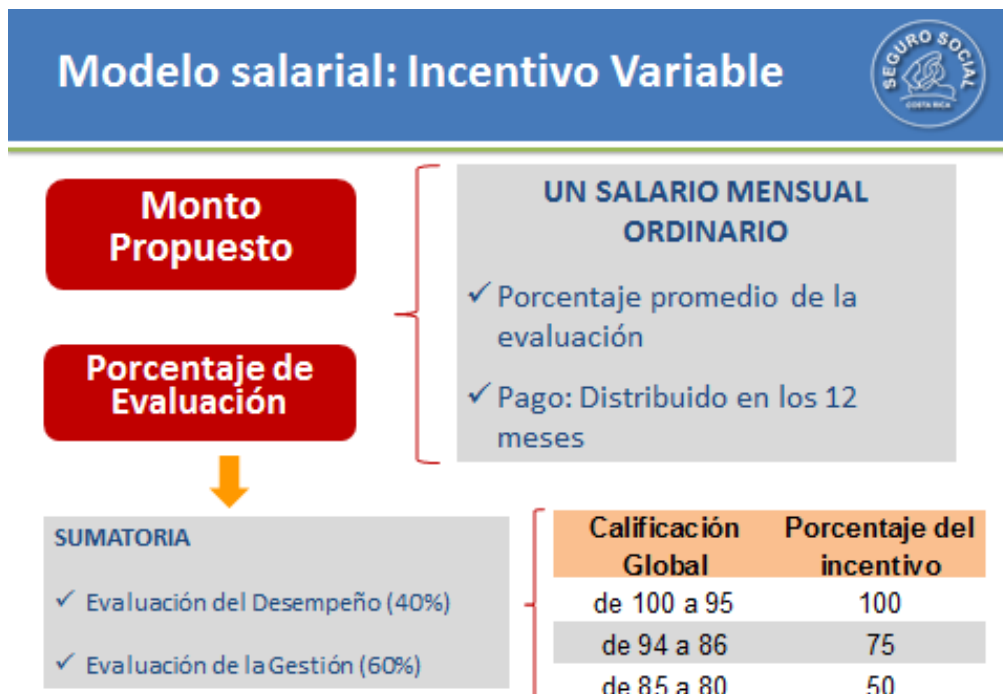 Modelo salarial: Incentivo Variable
SEGURO SOCIAL
COSTA RICA
Monto
Propuesto
UN SALARIO MENSUAL
ORDINARIO
✓ Porcentaje promedio de la
evaluación
✓ Pago: Distribuido en los 12
meses
Porcentaje de
Evaluación
SUMATORIA
✓ Evaluación del Desempeño (40%)
✓ Evaluación de la Gestión (60%)
Calificación Porcentaje del
Global incentivo
de 100 a 95 100
de 94 a 86 75
de 85 a 80 50